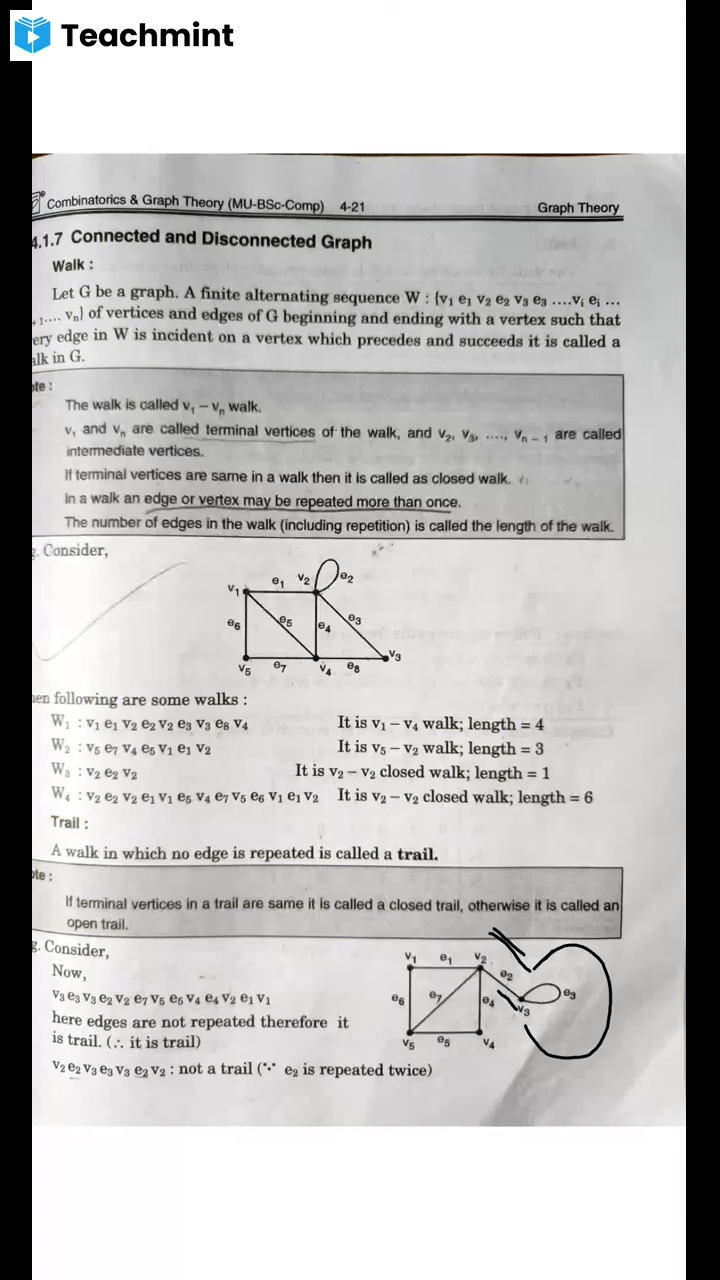 Teachmint
Combinatorics & Graph Theory (MU-BSc-Comp) 4-21 Graph Theory
4.1.7 Connected and Disconnected Graph
Walk :
Let G be a graph. A finite alternating sequence W : {v₁ e₁ v₂ e₂ v₃ e₃ ....vᵢ eᵢ ...
.... vₙ} of vertices and edges of G beginning and ending with a vertex such that
ery edge in W is incident on a vertex which precedes and succeeds it is called a
alk in G.
ote :
The walk is called v₁ – vₙ walk.
v₁ and vₙ are called terminal vertices of the walk, and v₂, v₃, ...., vₙ₋₁ are called
intermediate vertices.
If terminal vertices are same in a walk then it is called as closed walk.
In a walk an edge or vertex may be repeated more than once.
The number of edges in the walk (including repetition) is called the length of the walk.
g. Consider,
v₁ e₁ v₂ e₂
e₆ e₅ e₄ e₃
v₅ e₇ v₄ e₈ v₃
hen following are some walks :
W₁ : v₁ e₁ v₂ e₂ v₂ e₃ v₃ e₈ v₄ It is v₁ – v₄ walk; length = 4
W₂ : v₅ e₇ v₄ e₅ v₁ e₁ v₂ It is v₅ – v₂ walk; length = 3
W₃ : v₂ e₂ v₂ It is v₂ – v₂ closed walk; length = 1
W₄ : v₂ e₂ v₂ e₁ v₁ e₅ v₄ e₇ v₅ e₆ v₁ e₁ v₂ It is v₂ – v₂ closed walk; length = 6
Trail :
A walk in which no edge is repeated is called a trail.
ote :
If terminal vertices in a trail are same it is called a closed trail, otherwise it is called an
open trail.
g. Consider,
Now,
v₃ e₃ v₃ e₂ v₂ e₇ v₅ e₅ v₄ e₄ v₂ e₁ v₁
here edges are not repeated therefore it
is trail. (∴ it is trail)
v₁ e₁ v₂ e₂
e₆ e₇ e₄ v₃ e₃
v₅ e₅ v₄
v₂ e₂ v₃ e₃ v₃ e₂ v₂ : not a trail (∵ e₂ is repeated twice)